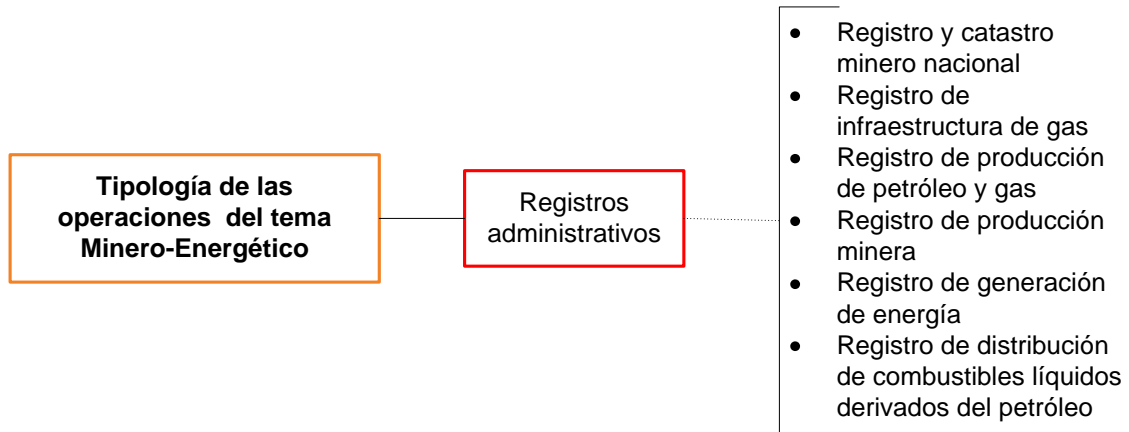 Tipología de las
operaciones del tema
Minero-Energético
Registros
administrativos
• Registro y catastro
minero nacional
• Registro de
infraestructura de gas
• Registro de producción
de petróleo y gas
• Registro de producción
minera
• Registro de generación
de energía
• Registro de distribución
de combustibles líquidos
derivados del petróleo